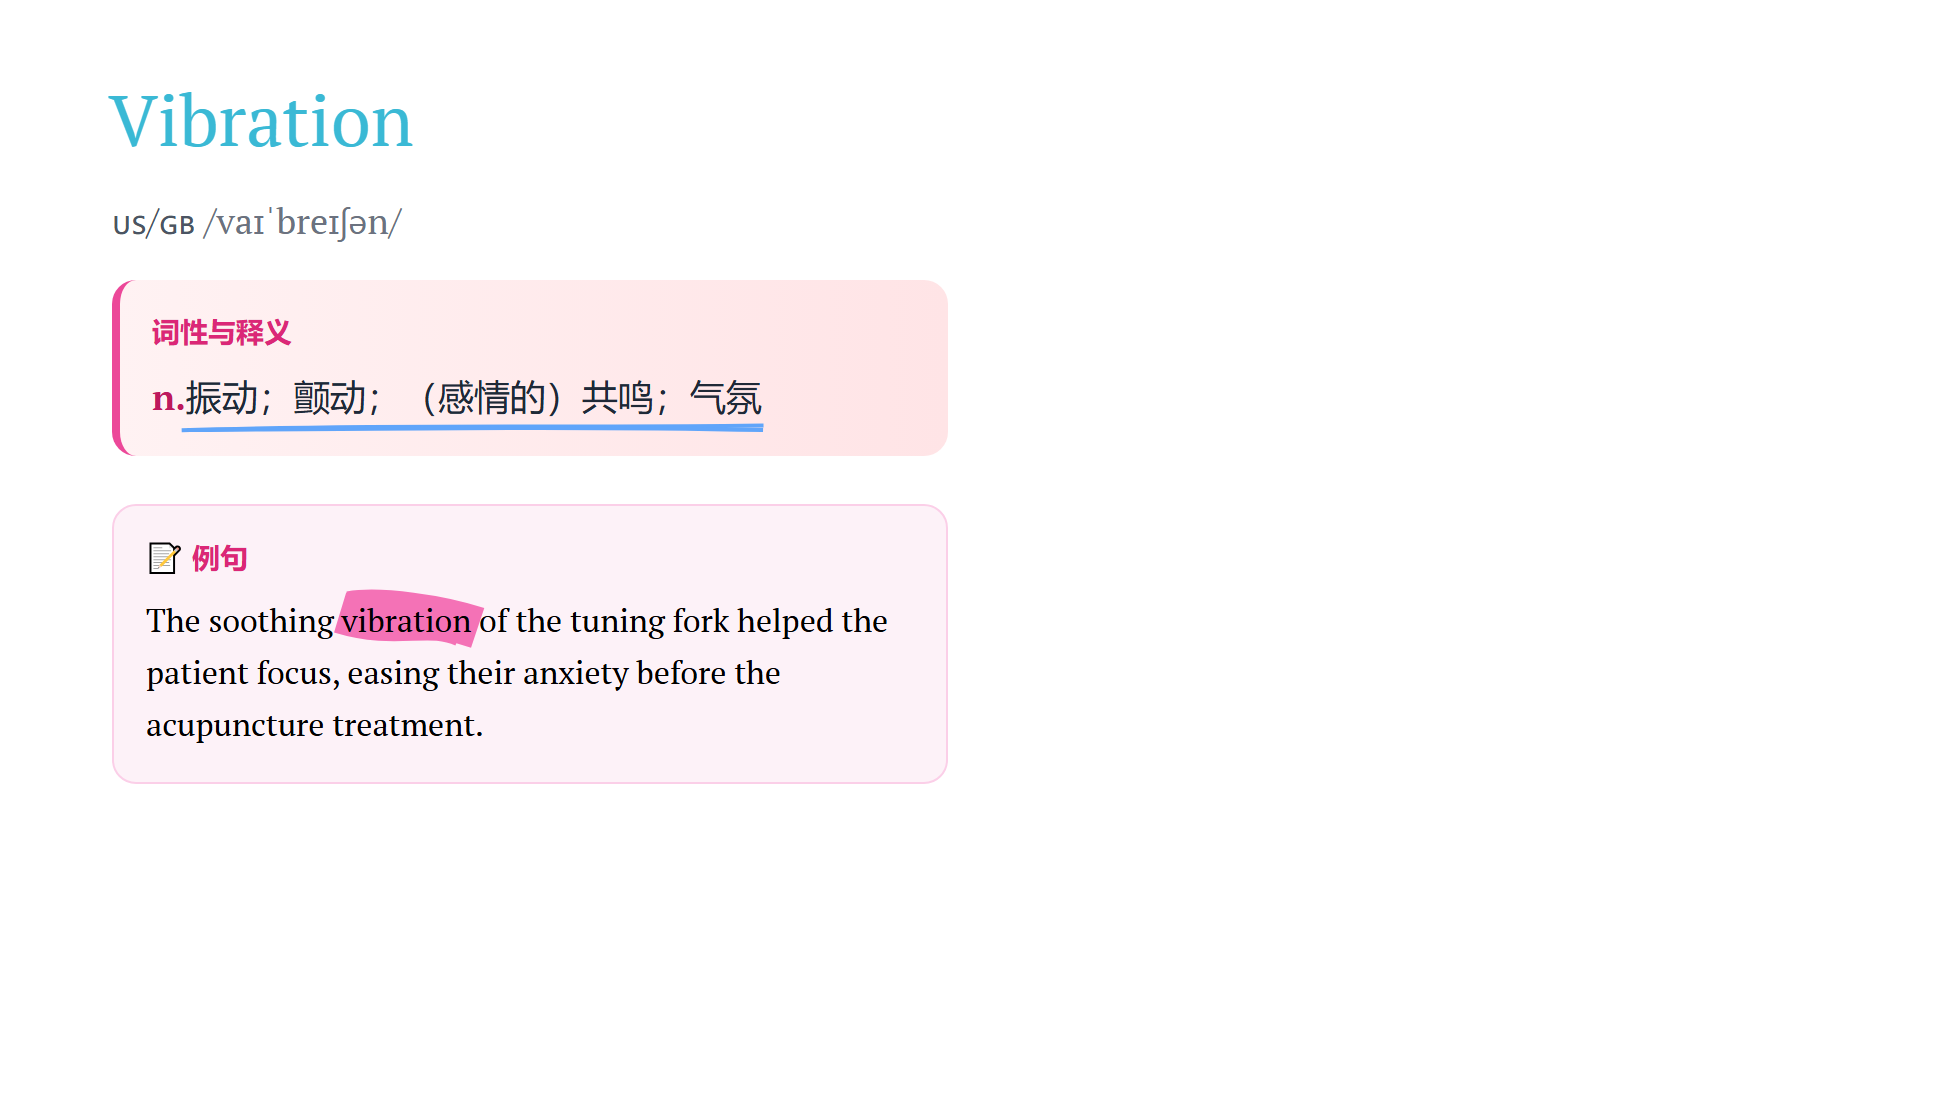 Vibration
US/GB /vaɪˈbreɪʃən/
词性与释义
n.振动；颤动；（感情的）共鸣；气氛
📝 例句
The soothing vibration of the tuning fork helped the
patient focus, easing their anxiety before the
acupuncture treatment.